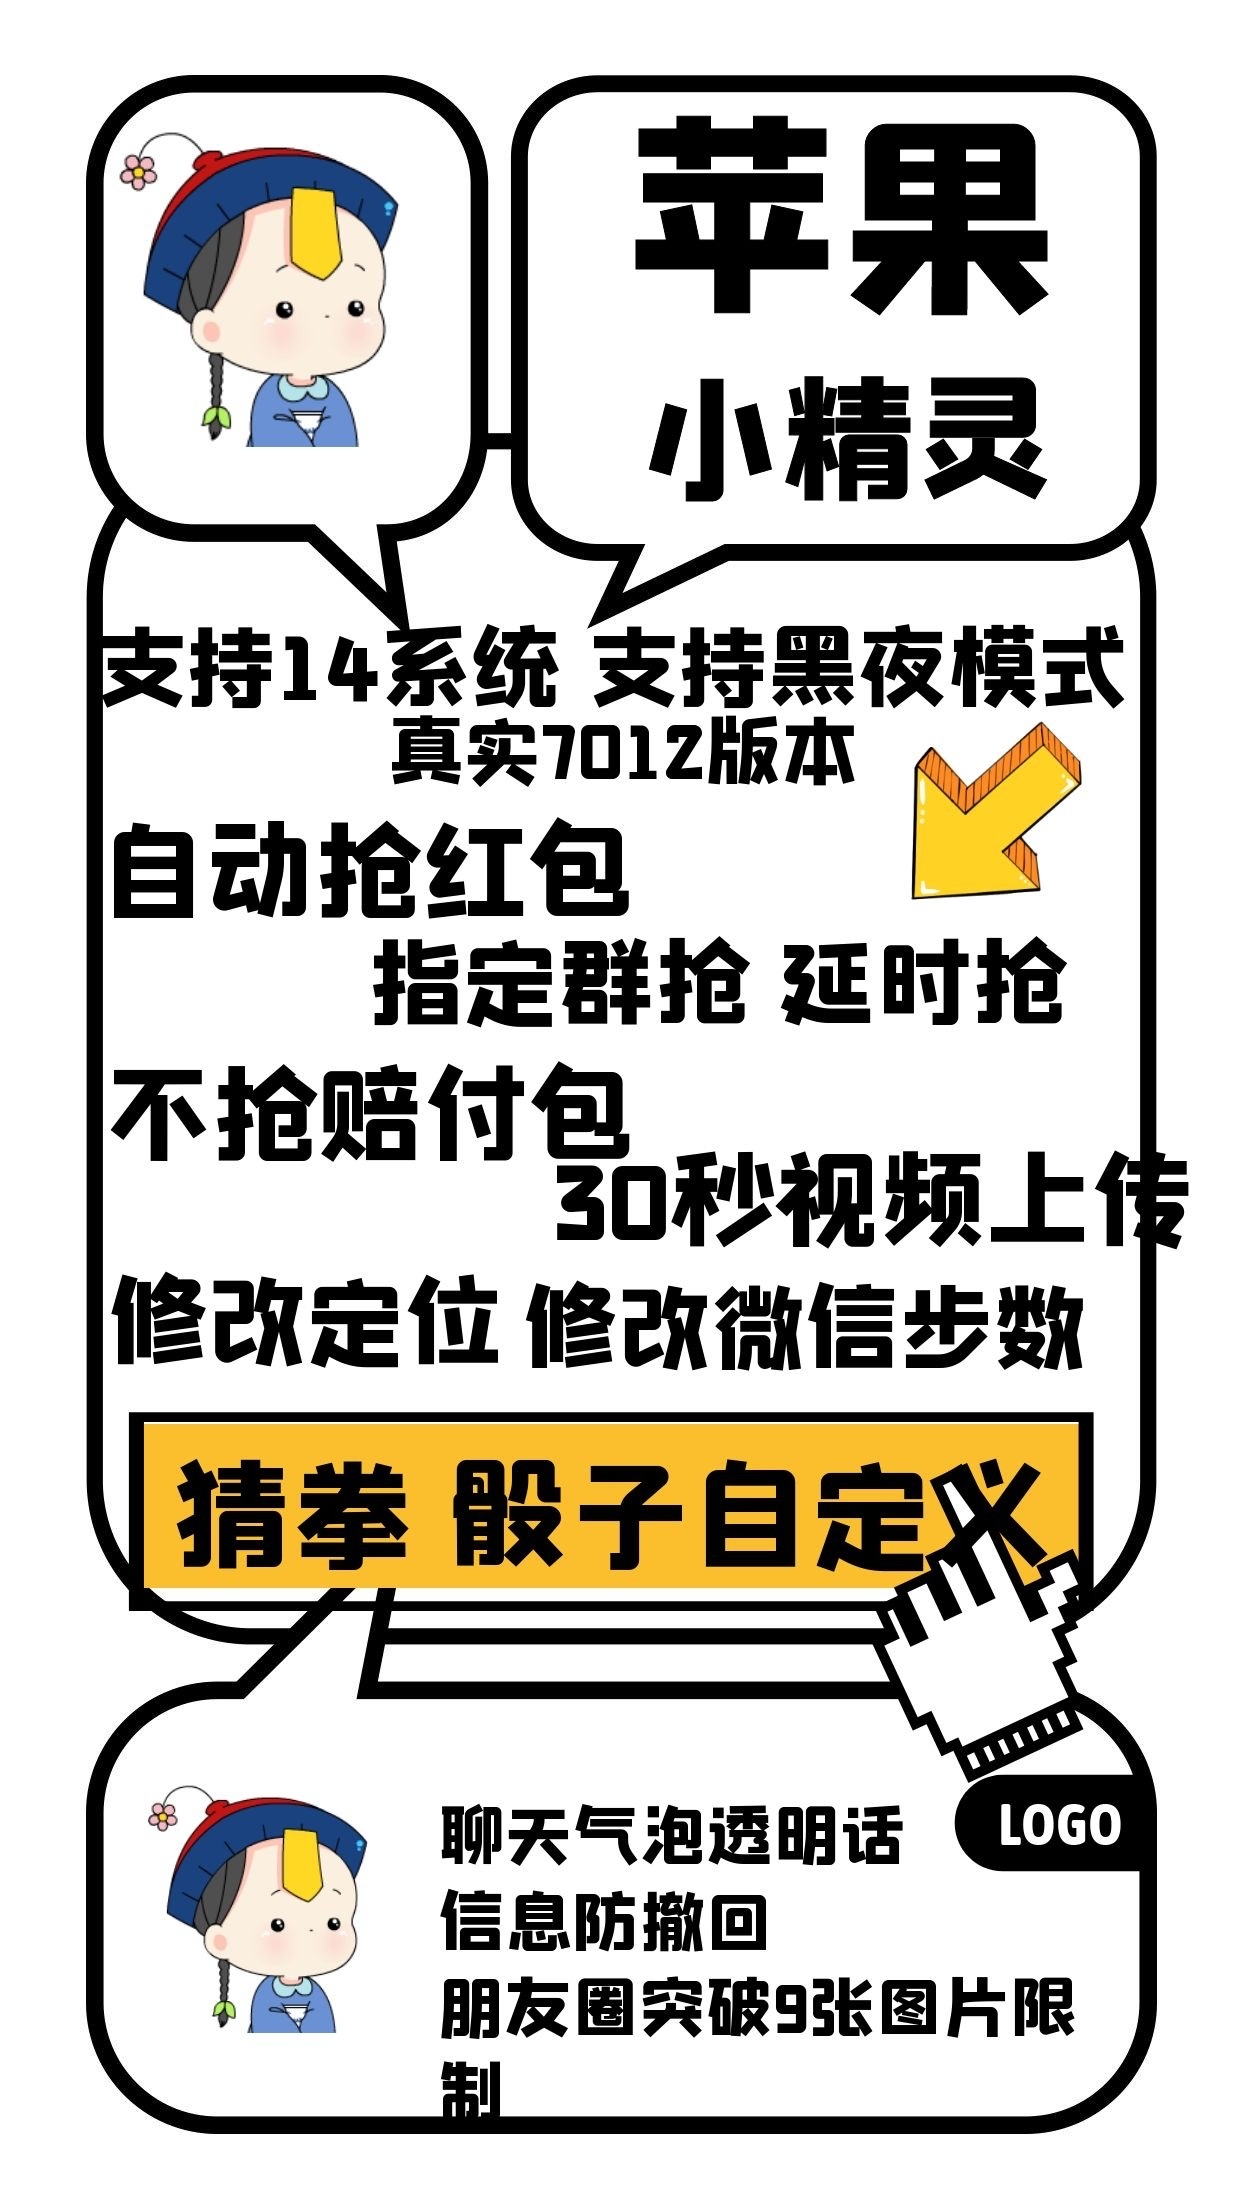 苹果
小精灵
支持14系统 支持黑夜模式
真实7012版本
自动抢红包
指定群抢 延时抢
不抢赔付包
30秒视频上传
修改定位 修改微信步数
猜拳 骰子自定义
LOGO
聊天气泡透明话
信息防撤回
朋友圈突破9张图片限
制